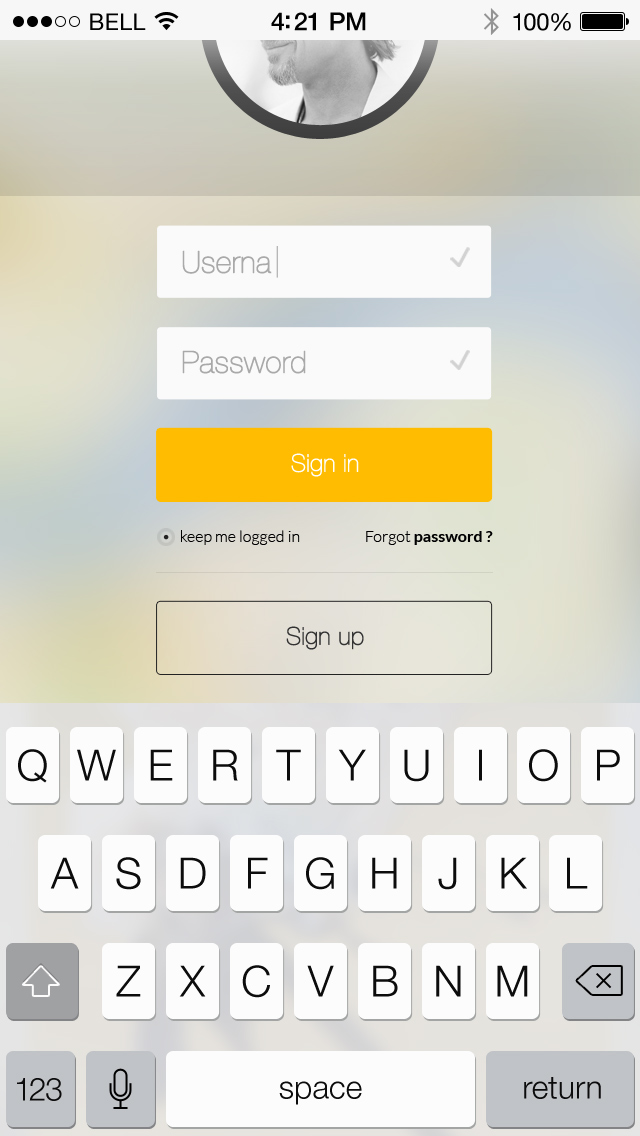 BELL 4:21 PM 100%
Userna
Password
Sign in
keep me logged in Forgot password ?
Sign up
Q W E R T Y U I O P
A S D F G H J K L
Z X C V B N M
123 space return